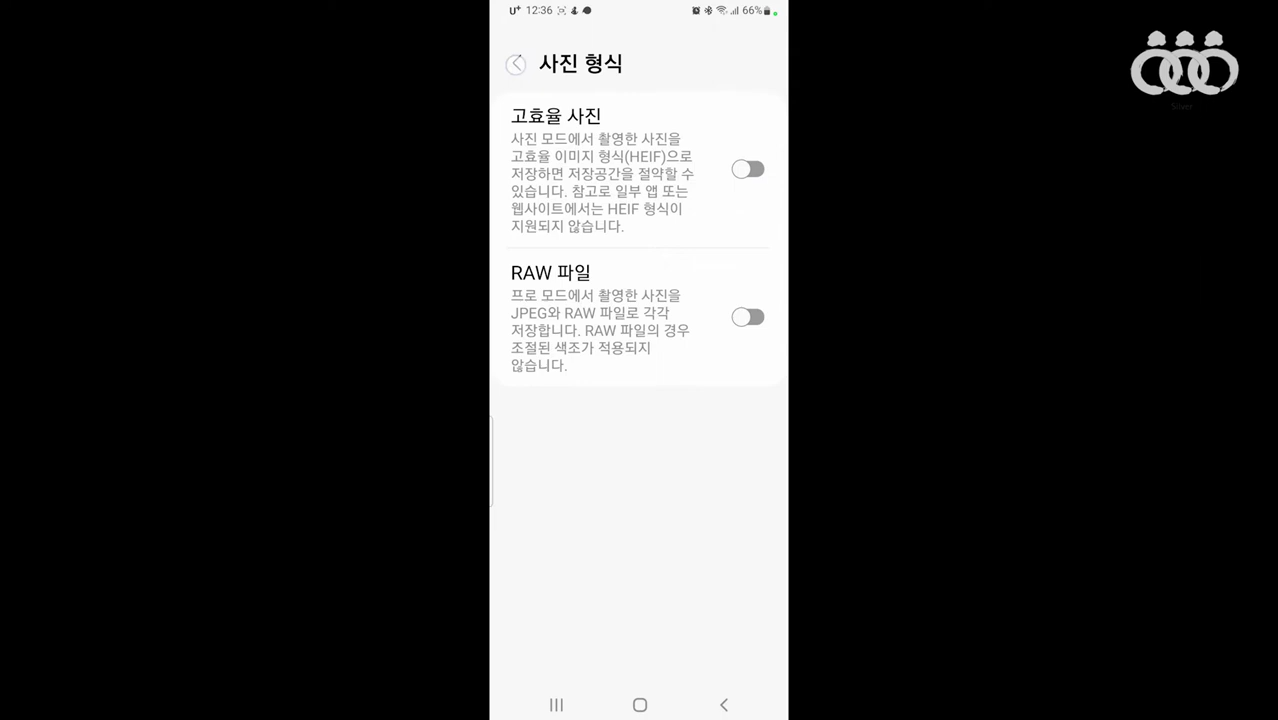 U+ 12:36 66%
사진 형식
고효율 사진
사진 모드에서 촬영한 사진을
고효율 이미지 형식(HEIF)으로
저장하면 저장공간을 절약할 수
있습니다. 참고로 일부 앱 또는
웹사이트에서는 HEIF 형식이
지원되지 않습니다.
RAW 파일
프로 모드에서 촬영한 사진을
JPEG와 RAW 파일로 각각
저장합니다. RAW 파일의 경우
조절된 색조가 적용되지
않습니다.
Silver